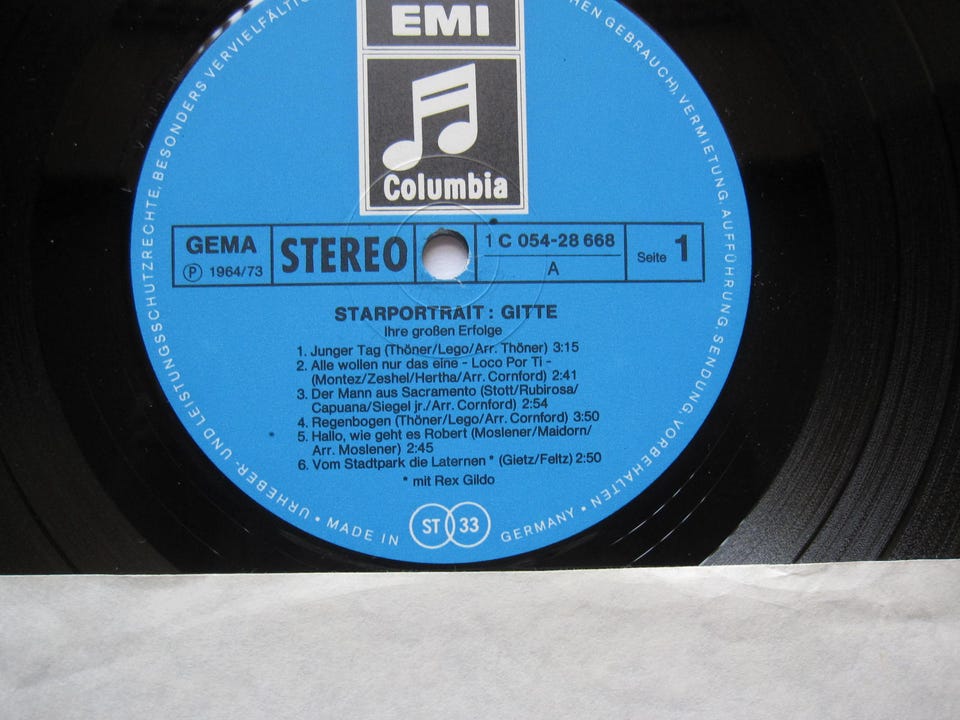 EMI
Columbia
GEMA
Ⓟ 1964/73
STEREO
1 C 054-28 668
A
Seite 1
STARPORTRAIT : GITTE
Ihre großen Erfolge
1. Junger Tag (Thöner/Lego/Arr. Thöner) 3:15
2. Alle wollen nur das eine - Loco Por Ti -
(Montez/Zeshel/Hertha/Arr. Cornford) 2:41
3. Der Mann aus Sacramento (Stott/Rubirosa/
Capuana/Siegel jr./Arr. Cornford) 2:54
4. Regenbogen (Thöner/Lego/Arr. Cornford) 3:50
5. Hallo, wie geht es Robert (Moslener/Maidorn/
Arr. Moslener) 2:45
6. Vom Stadtpark die Laternen * (Gietz/Feltz) 2:50
* mit Rex Gildo
ST 33
URHEBER- UND LEISTUNGSSCHUTZRECHTE, BESONDERS
GEBRAUCH), VERMIETUNG, AUFFÜHRUNG, SENDUNG, VORBEHALTEN •
• MADE IN GERMANY •